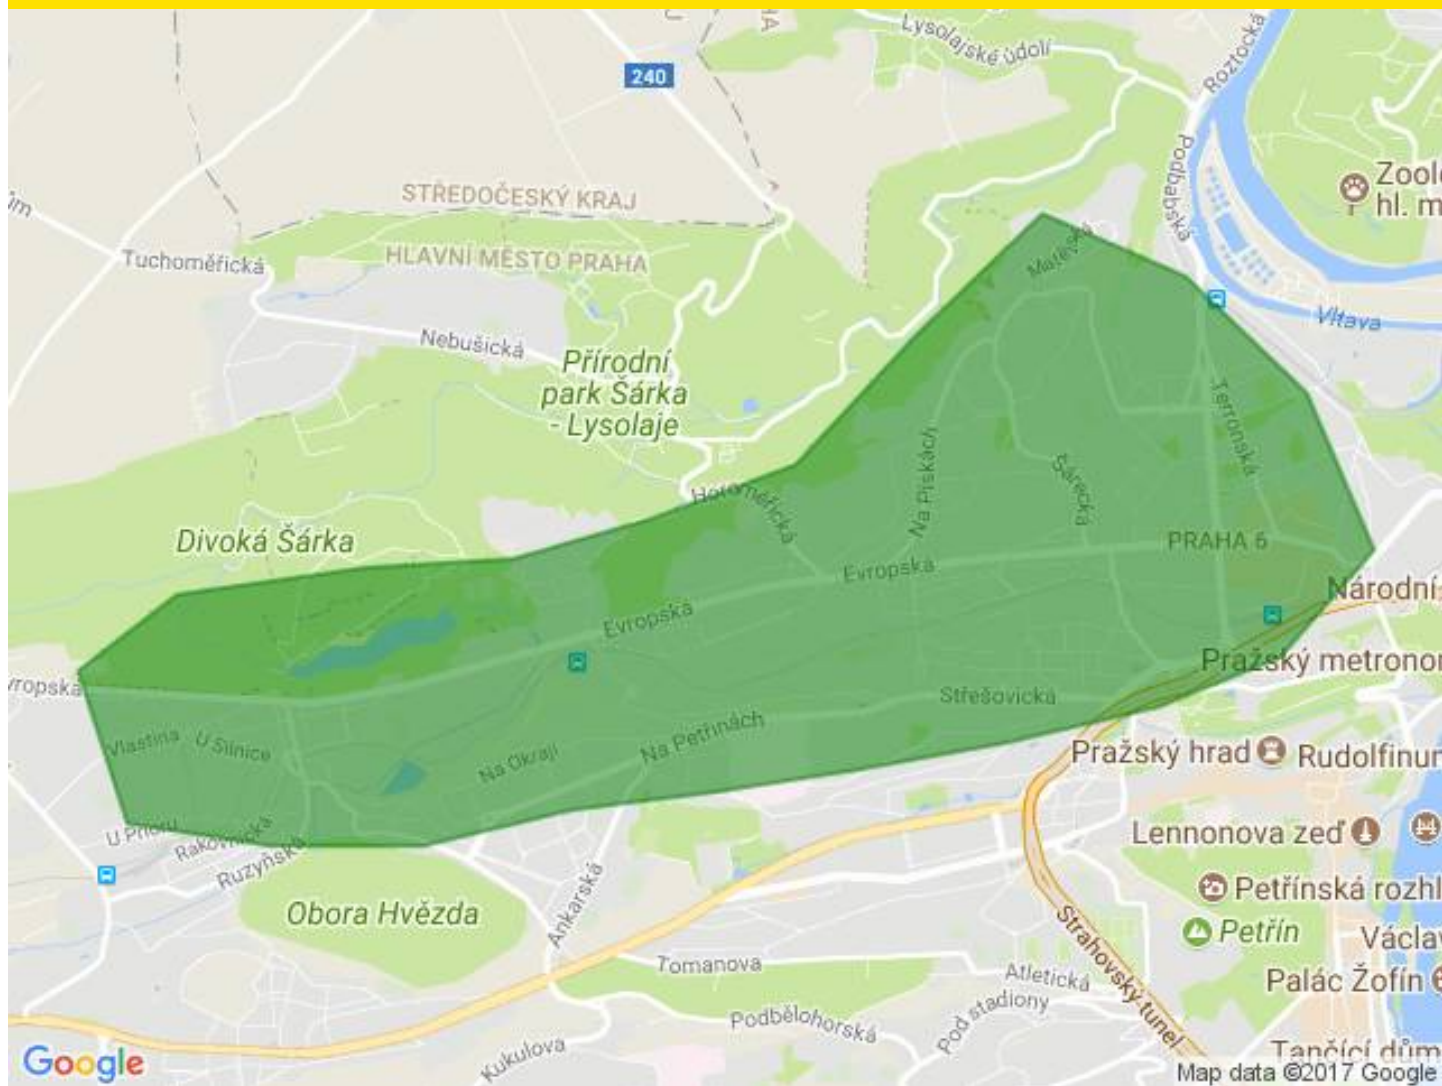 Lysolajské údolí
Roztocká
240
Podbabská
STŘEDOČESKÝ KRAJ
Tuchoměřická
HLAVNÍ MĚSTO PRAHA
Matějská
Nebušická
Vltava
Přírodní
park Šárka
- Lysolaje
Terronská
Na Pískách
Šárecká
Horoměřická
Divoká Šárka
PRAHA 6
Evropská
Evropská
Národní
Pražský metronom
Střešovická
Vlastina
U Silnice
Na Okraji
Na Petřinách
Pražský hrad
Rudolfinum
U Prioru
Rakovnická
Ruzyňská
Lennonova zeď
Obora Hvězda
Ankarská
Petřínská rozhl
Petřín
Václav
Strahovský tunel
Tomanova
Atletická
Palác Žofín
Pod stadiony
Podbělohorská
Kukulova
Tančící dům
Google
Map data ©2017 Google